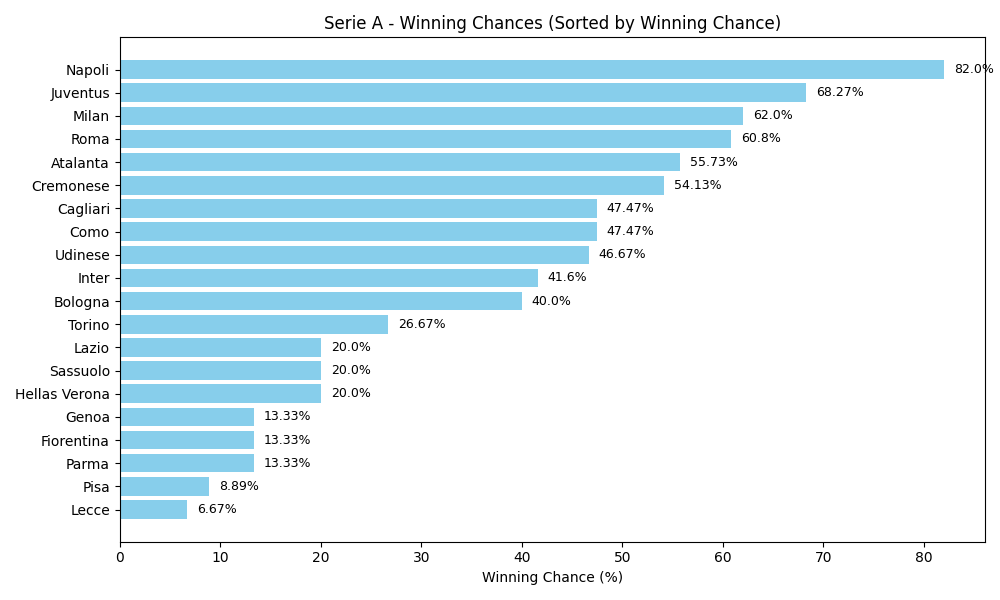 Serie A - Winning Chances (Sorted by Winning Chance)
Napoli 82.0%
Juventus 68.27%
Milan 62.0%
Roma 60.8%
Atalanta 55.73%
Cremonese 54.13%
Cagliari 47.47%
Como 47.47%
Udinese 46.67%
Inter 41.6%
Bologna 40.0%
Torino 26.67%
Lazio 20.0%
Sassuolo 20.0%
Hellas Verona 20.0%
Genoa 13.33%
Fiorentina 13.33%
Parma 13.33%
Pisa 8.89%
Lecce 6.67%
0 10 20 30 40 50 60 70 80
Winning Chance (%)